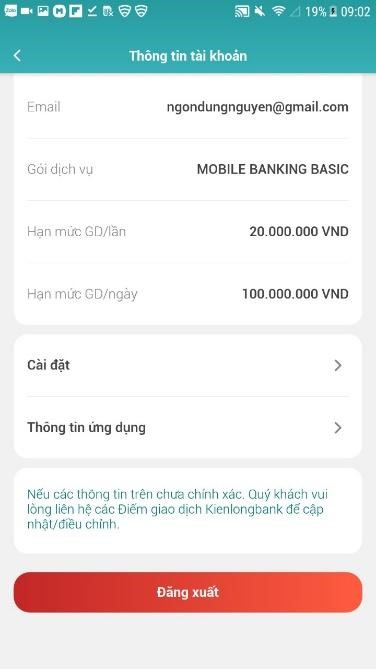 19% 09:02
Thông tin tài khoản
Email ngondungnguyen@gmail.com
Gói dịch vụ MOBILE BANKING BASIC
Hạn mức GD/lần 20.000.000 VND
Hạn mức GD/ngày 100.000.000 VND
Cài đặt
Thông tin ứng dụng
Nếu các thông tin trên chưa chính xác. Quý khách vui
lòng liên hệ các Điểm giao dịch Kienlongbank để cập
nhật/điều chỉnh.
Đăng xuất